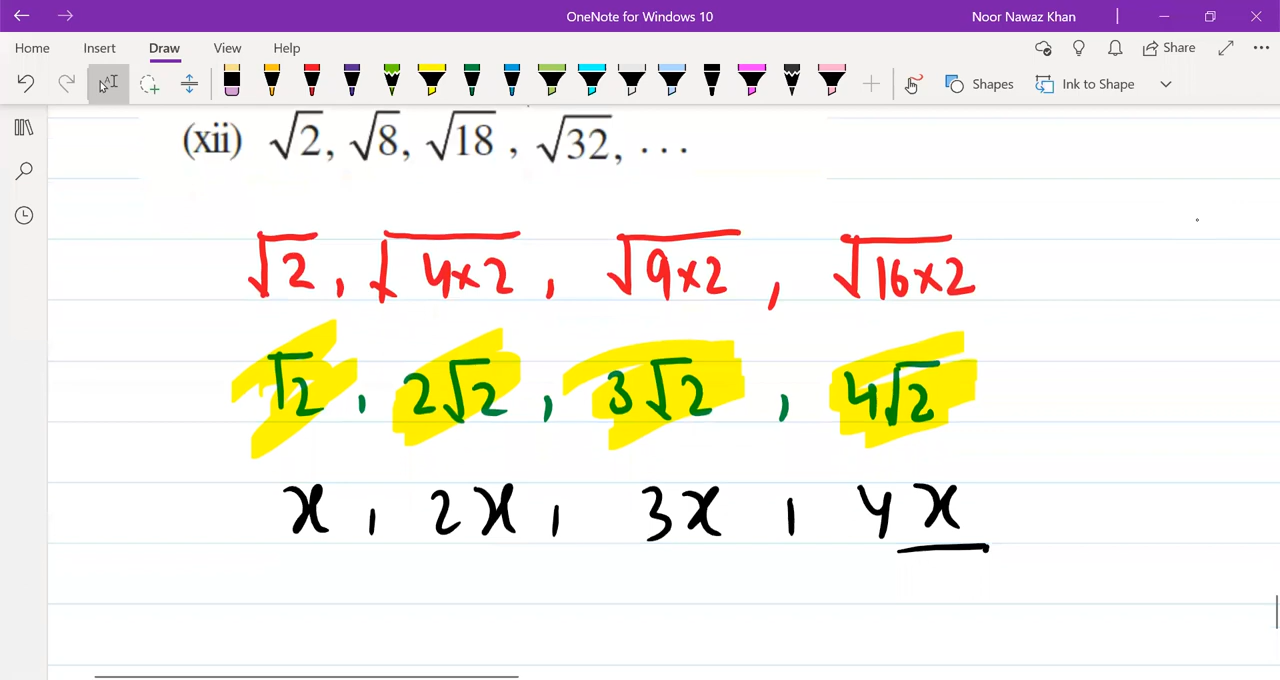 OneNote for Windows 10
Noor Nawaz Khan
Home Insert Draw View Help Share
Shapes Ink to Shape
(xii) √2, √8, √18 , √32, ...
√2 , √4×2 , √9×2 , √16×2
√2 , 2√2 , 3√2 , 4√2
x , 2x , 3x , 4x